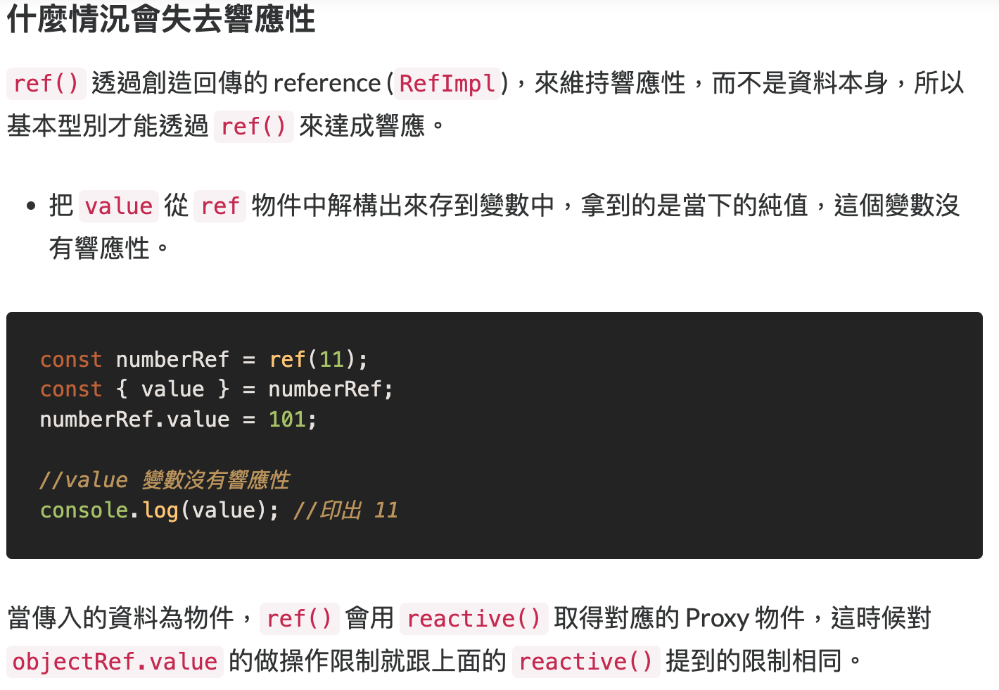 什麼情況會失去響應性
ref() 透過創造回傳的 reference (RefImpl)，來維持響應性，而不是資料本身，所以
基本型別才能透過 ref() 來達成響應。
• 把 value 從 ref 物件中解構出來存到變數中，拿到的是當下的純值，這個變數沒
有響應性。
const numberRef = ref(11);
const { value } = numberRef;
numberRef.value = 101;
//value 變數沒有響應性
console.log(value); //印出 11
當傳入的資料為物件，ref() 會用 reactive() 取得對應的 Proxy 物件，這時候對
objectRef.value 的做操作限制就跟上面的 reactive() 提到的限制相同。